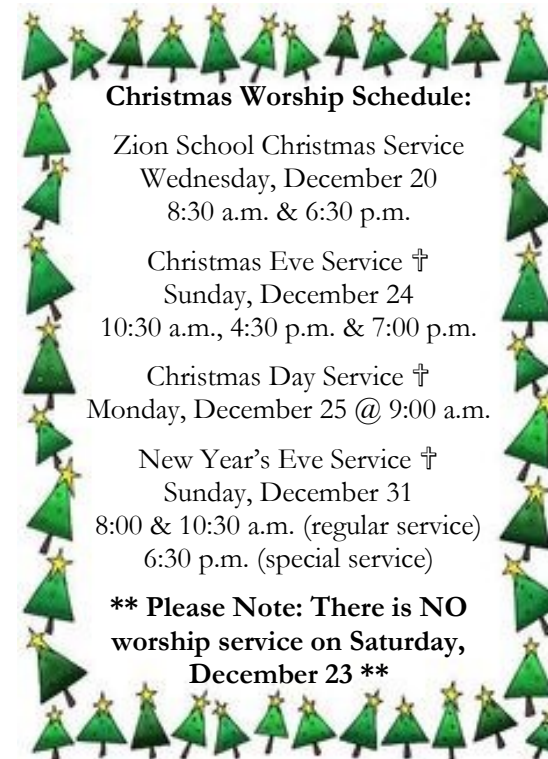 Christmas Worship Schedule:
Zion School Christmas Service
Wednesday, December 20
8:30 a.m. & 6:30 p.m.
Christmas Eve Service ✞
Sunday, December 24
10:30 a.m., 4:30 p.m. & 7:00 p.m.
Christmas Day Service ✞
Monday, December 25 @ 9:00 a.m.
New Year’s Eve Service ✞
Sunday, December 31
8:00 & 10:30 a.m. (regular service)
6:30 p.m. (special service)
** Please Note: There is NO
worship service on Saturday,
December 23 **